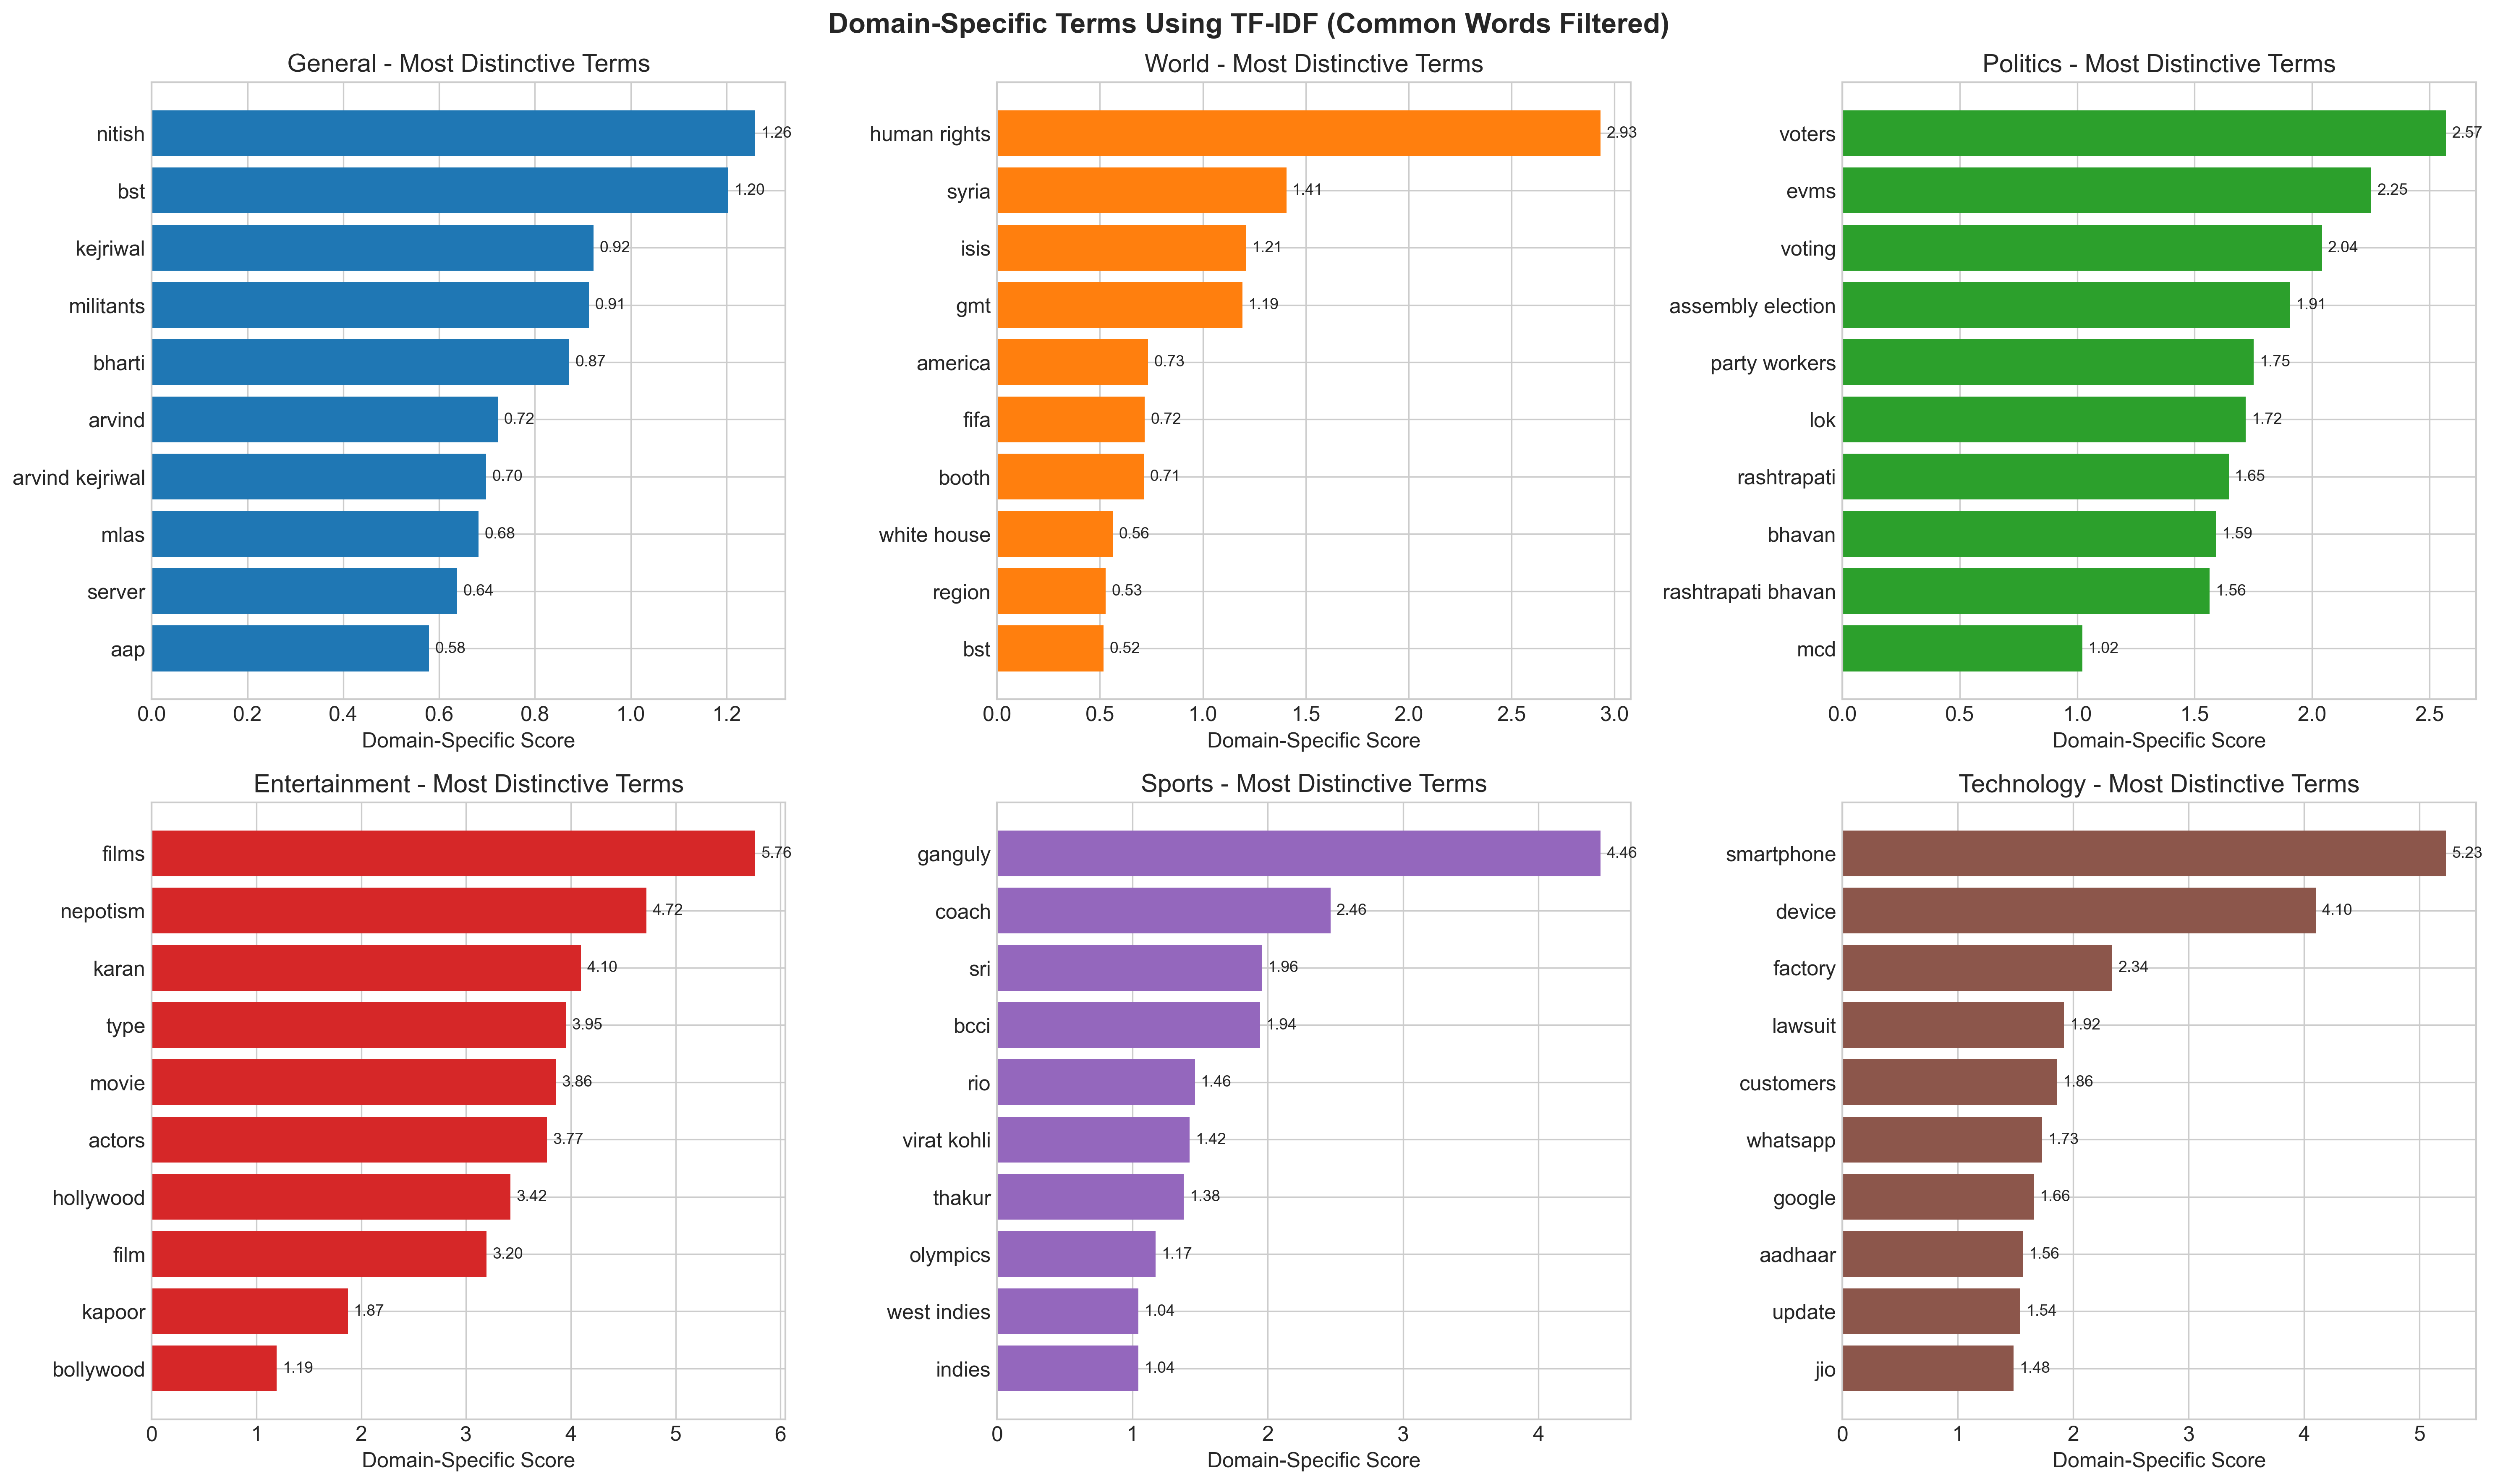 Domain-Specific Terms Using TF-IDF (Common Words Filtered)
General - Most Distinctive Terms
nitish 1.26
bst 1.20
kejriwal 0.92
militants 0.91
bharti 0.87
arvind 0.72
arvind kejriwal 0.70
mlas 0.68
server 0.64
aap 0.58
0.0 0.2 0.4 0.6 0.8 1.0 1.2
Domain-Specific Score
World - Most Distinctive Terms
human rights 2.93
syria 1.41
isis 1.21
gmt 1.19
america 0.73
fifa 0.72
booth 0.71
white house 0.56
region 0.53
bst 0.52
0.0 0.5 1.0 1.5 2.0 2.5 3.0
Domain-Specific Score
Politics - Most Distinctive Terms
voters 2.57
evms 2.25
voting 2.04
assembly election 1.91
party workers 1.75
lok 1.72
rashtrapati 1.65
bhavan 1.59
rashtrapati bhavan 1.56
mcd 1.02
0.0 0.5 1.0 1.5 2.0 2.5
Domain-Specific Score
Entertainment - Most Distinctive Terms
films 5.76
nepotism 4.72
karan 4.10
type 3.95
movie 3.86
actors 3.77
hollywood 3.42
film 3.20
kapoor 1.87
bollywood 1.19
0 1 2 3 4 5 6
Domain-Specific Score
Sports - Most Distinctive Terms
ganguly 4.46
coach 2.46
sri 1.96
bcci 1.94
rio 1.46
virat kohli 1.42
thakur 1.38
olympics 1.17
west indies 1.04
indies 1.04
0 1 2 3 4
Domain-Specific Score
Technology - Most Distinctive Terms
smartphone 5.23
device 4.10
factory 2.34
lawsuit 1.92
customers 1.86
whatsapp 1.73
google 1.66
aadhaar 1.56
update 1.54
jio 1.48
0 1 2 3 4 5
Domain-Specific Score